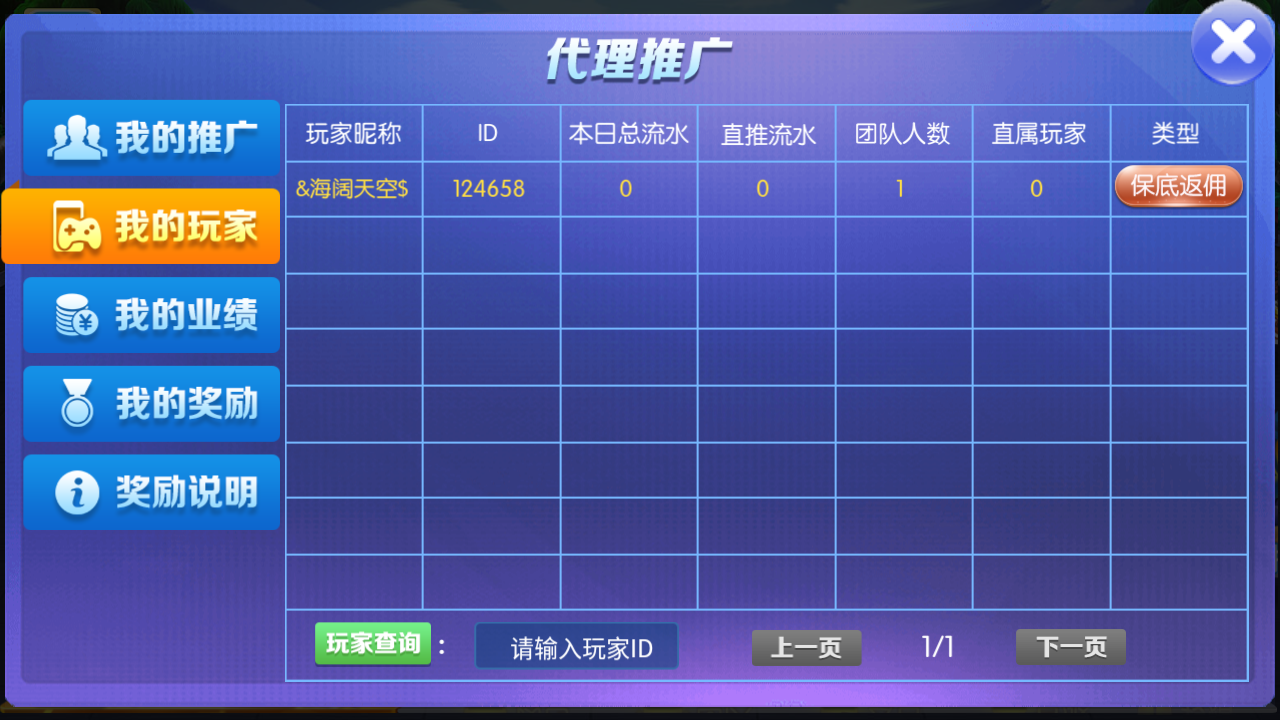 代理推广
我的推广
我的玩家
我的业绩
我的奖励
奖励说明
玩家昵称 ID 本日总流水 直推流水 团队人数 直属玩家 类型
&海阔天空$ 124658 0 0 1 0 保底返佣
玩家查询： 请输入玩家ID 上一页 1/1 下一页